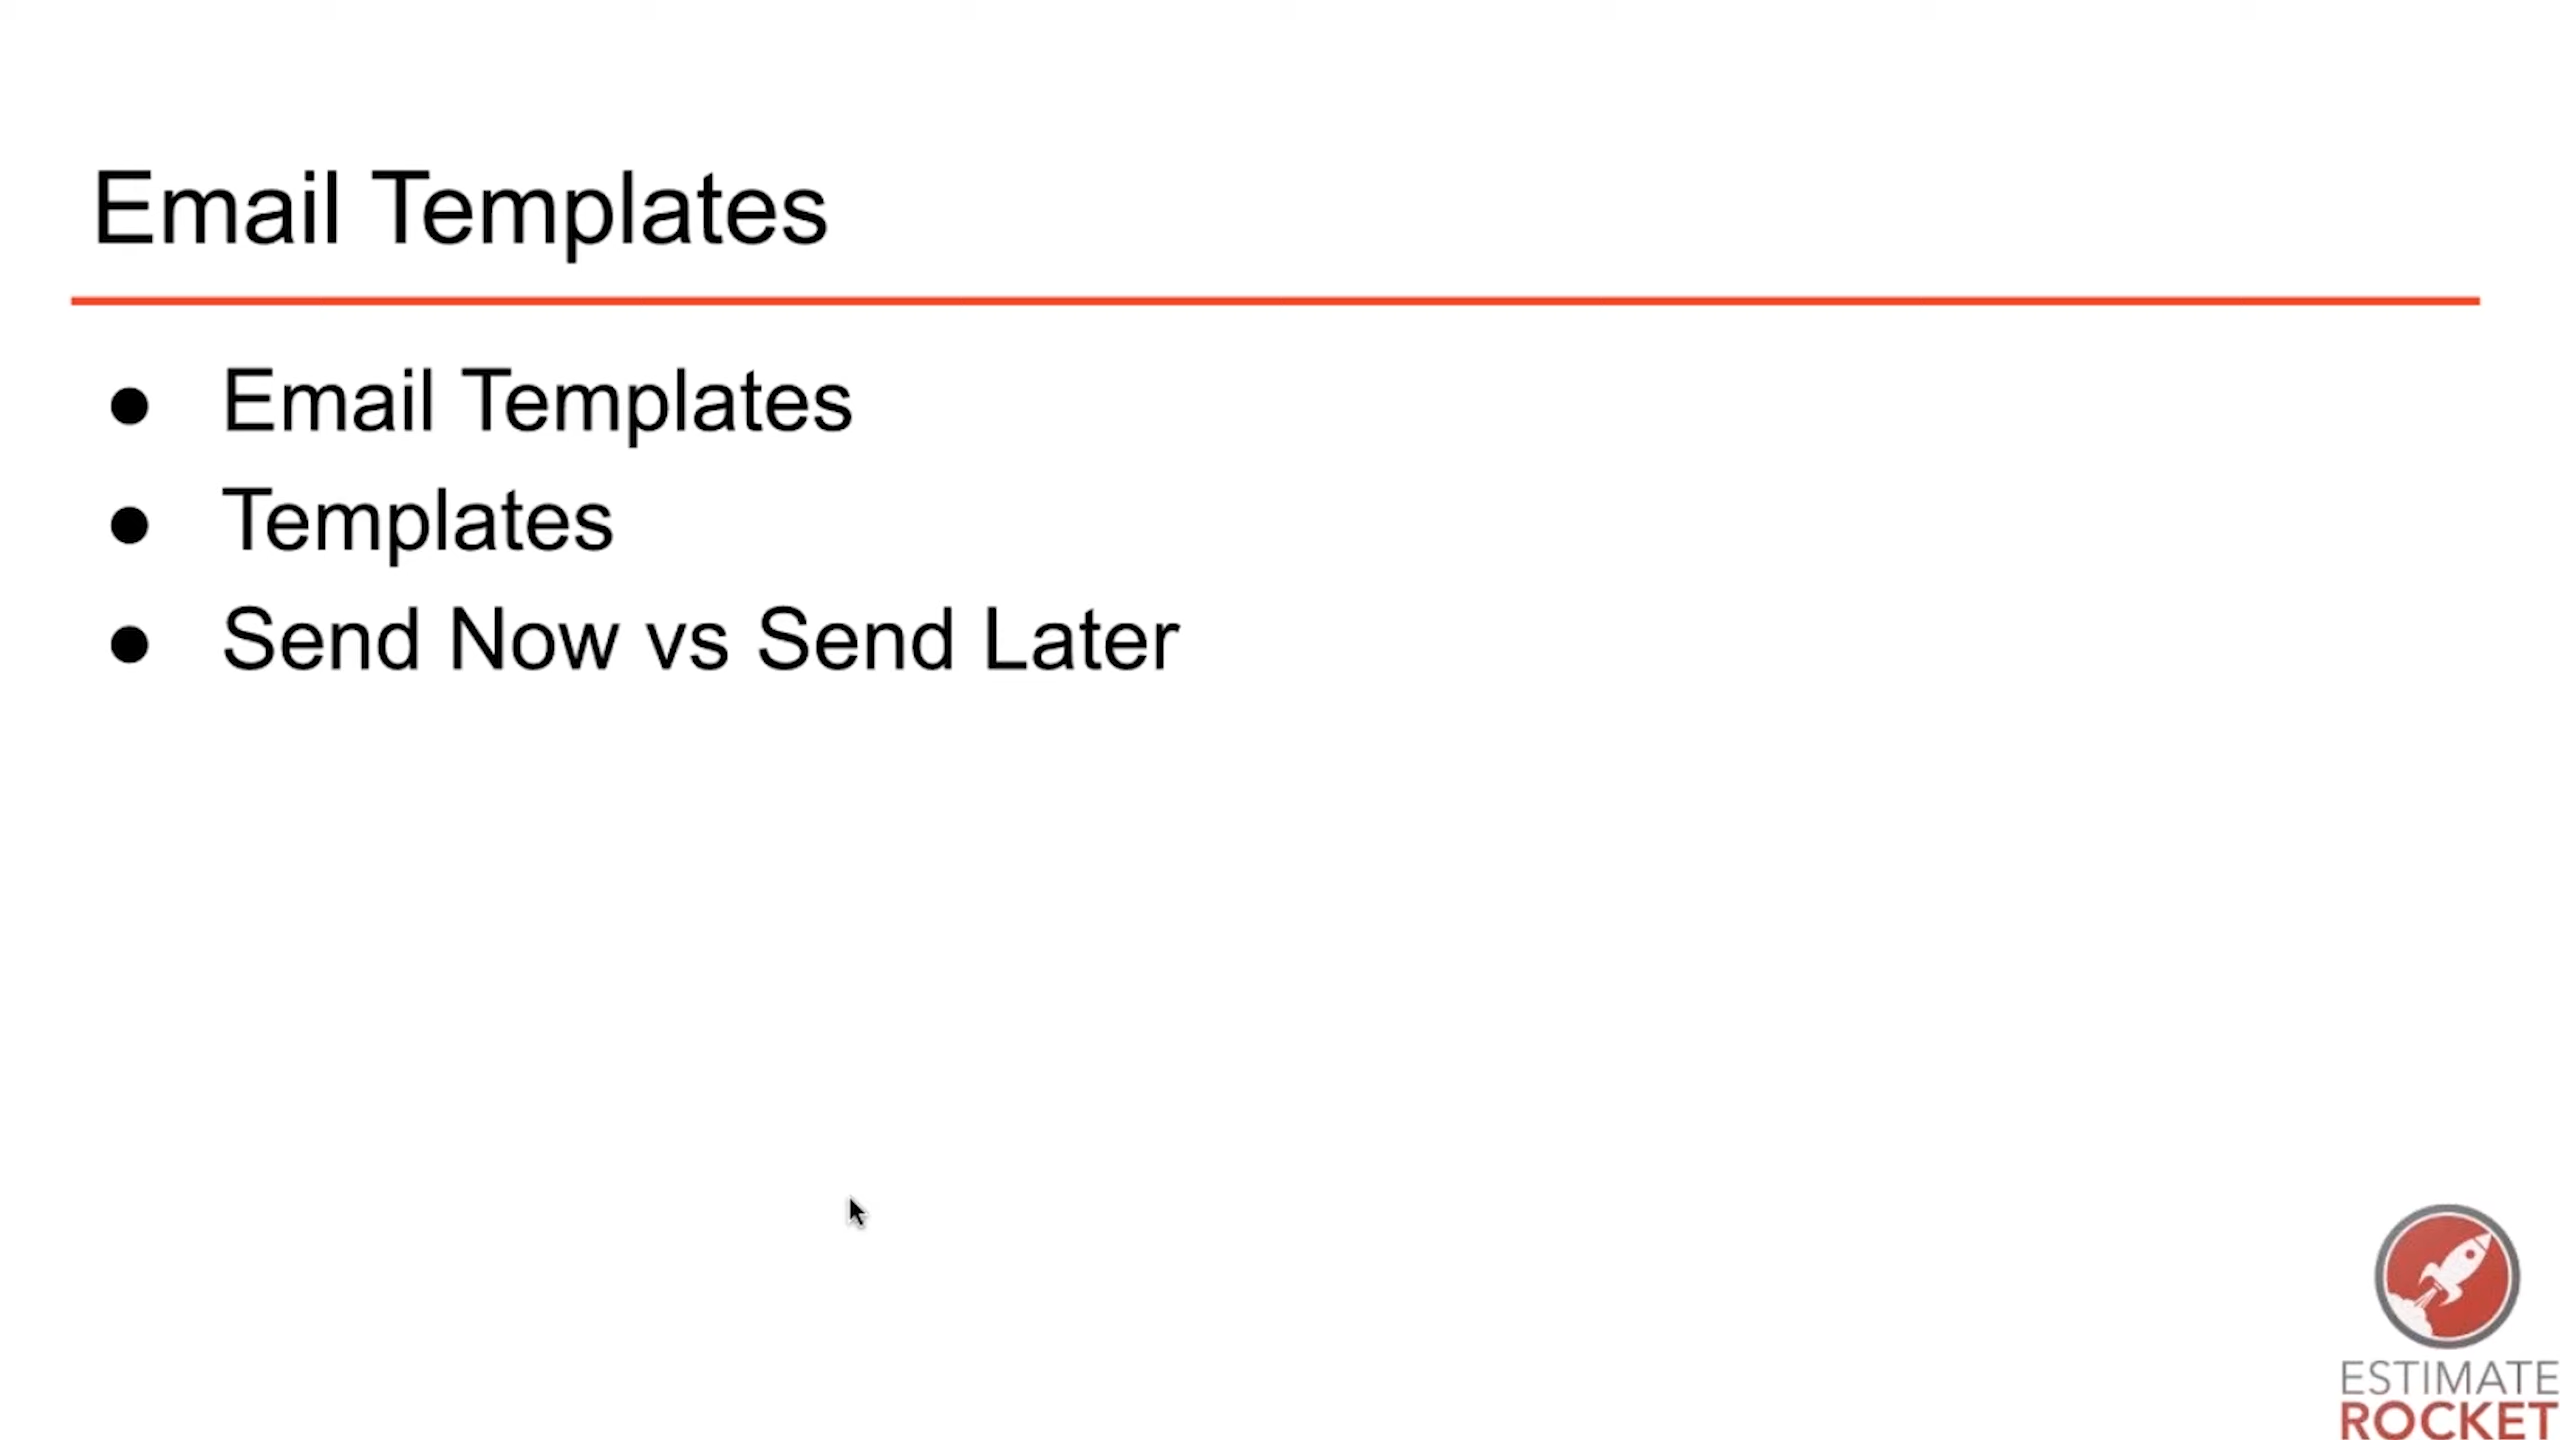 Email Templates
● Email Templates
● Templates
● Send Now vs Send Later
ESTIMATE
ROCKET